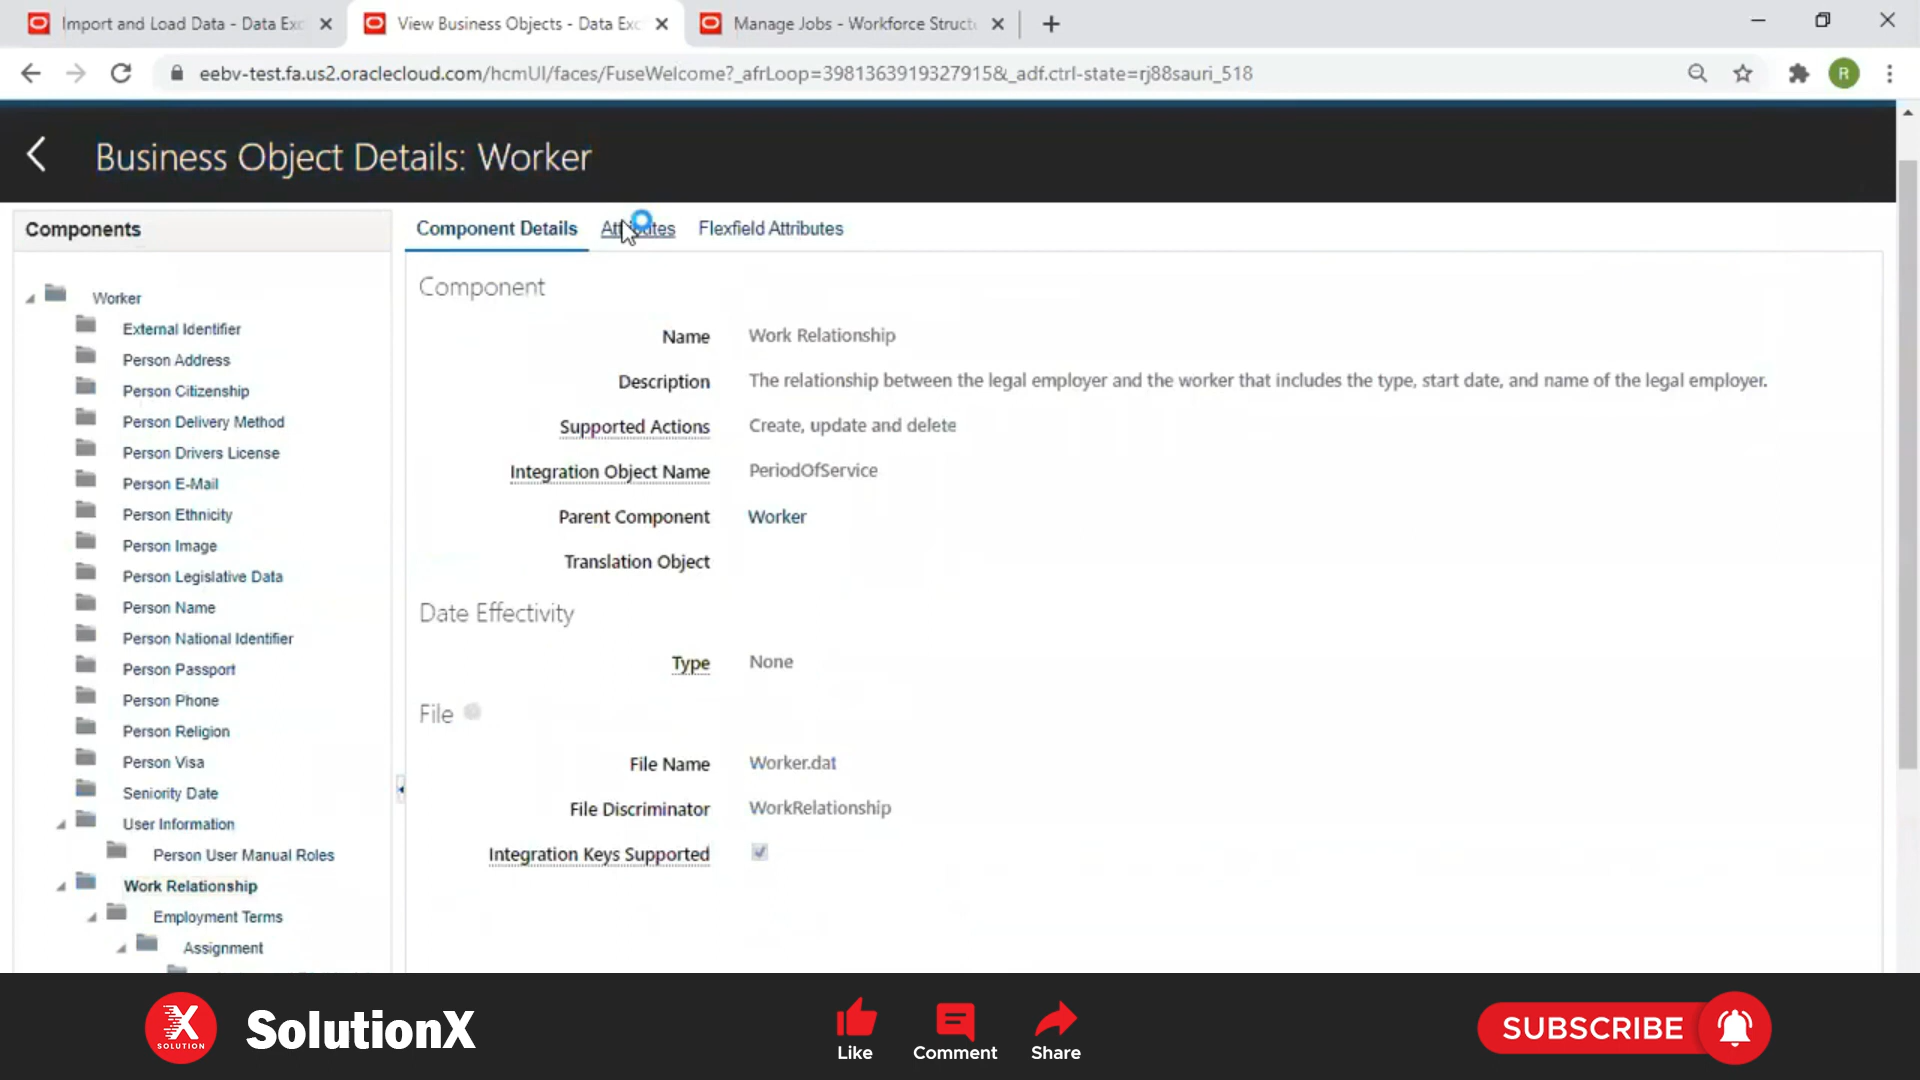 Import and Load Data - Data Exc
View Business Objects - Data Exc
Manage Jobs - Workforce Struct
eebv-test.fa.us2.oraclecloud.com/hcmUI/faces/FuseWelcome?_afrLoop=3981363919327915&_adf.ctrl-state=rj88sauri_518
R
Business Object Details: Worker
Components
Worker
External Identifier
Person Address
Person Citizenship
Person Delivery Method
Person Drivers License
Person E-Mail
Person Ethnicity
Person Image
Person Legislative Data
Person Name
Person National Identifier
Person Passport
Person Phone
Person Religion
Person Visa
Seniority Date
User Information
Person User Manual Roles
Work Relationship
Employment Terms
Assignment
Component Details
Attributes
Flexfield Attributes
Component
Name Work Relationship
Description The relationship between the legal employer and the worker that includes the type, start date, and name of the legal employer.
Supported Actions Create, update and delete
Integration Object Name PeriodOfService
Parent Component Worker
Translation Object
Date Effectivity
Type None
File
File Name Worker.dat
File Discriminator WorkRelationship
Integration Keys Supported
X
SOLUTION
SolutionX
Like
Comment
Share
SUBSCRIBE